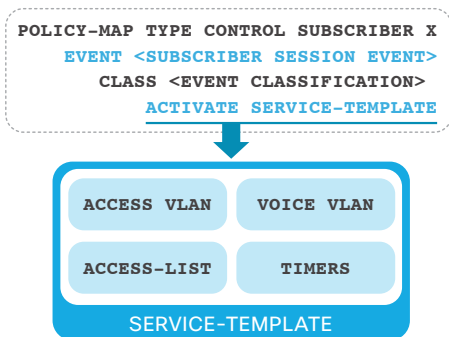 POLICY-MAP TYPE CONTROL SUBSCRIBER X
EVENT <SUBSCRIBER SESSION EVENT>
CLASS <EVENT CLASSIFICATION>
ACTIVATE SERVICE-TEMPLATE
ACCESS VLAN
VOICE VLAN
ACCESS-LIST
TIMERS
SERVICE-TEMPLATE